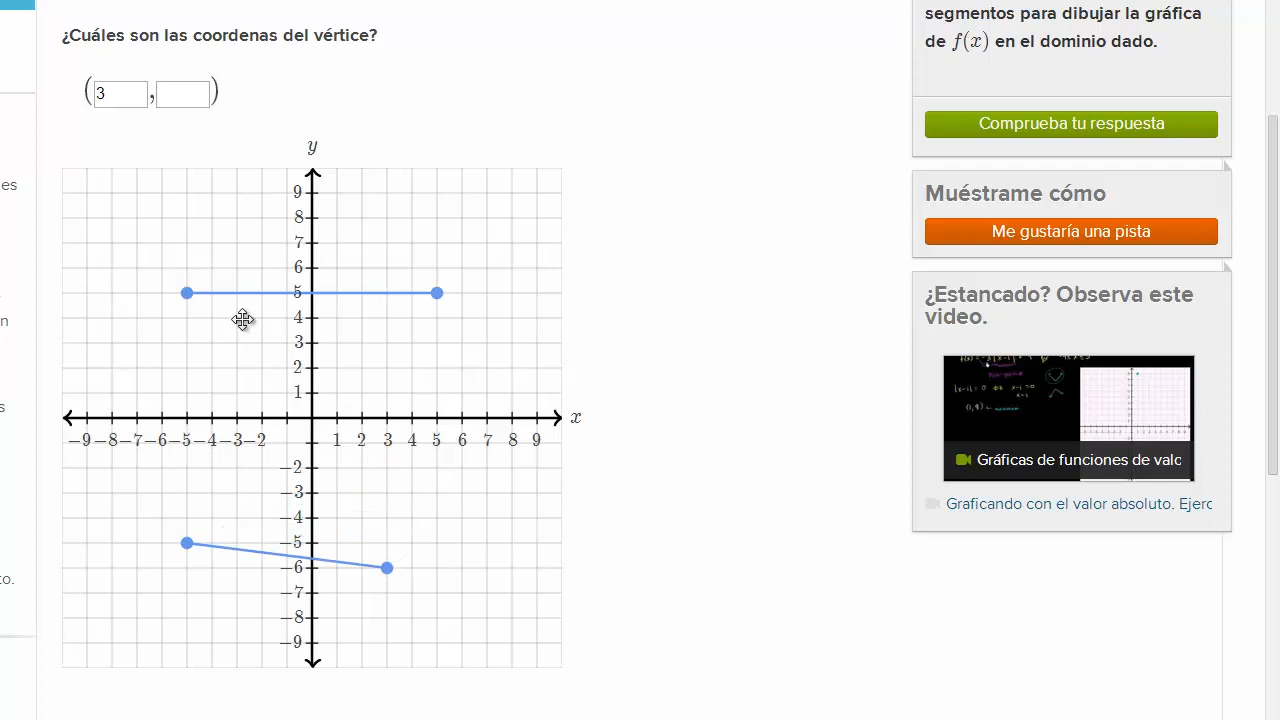 ¿Cuáles son las coordenas del vértice?
(3 , )
y
9
8
7
6
5
4
3
2
1
−9 −8 −7 −6 −5 −4 −3 −2 1 2 3 4 5 6 7 8 9 x
−2
−3
−4
−5
−6
−7
−8
−9
es
n
s
to.
segmentos para dibujar la gráfica
de f(x) en el dominio dado.
Comprueba tu respuesta
Muéstrame cómo
Me gustaría una pista
¿Estancado? Observa este
video.
Gráficas de funciones de valo
Graficando con el valor absoluto. Ejerc